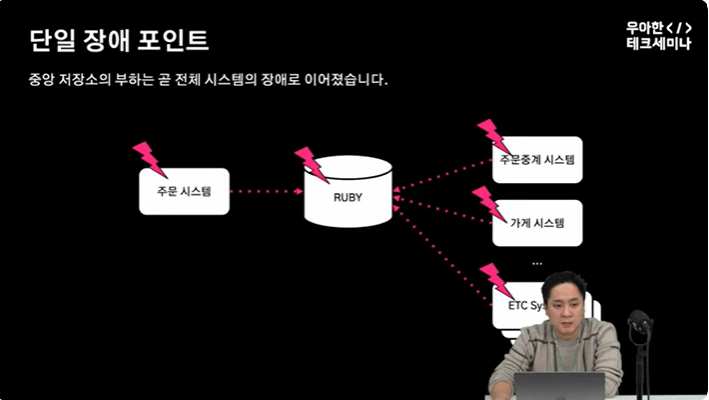 단일 장애 포인트
우아한</>
테크세미나
중앙 저장소의 부하는 곧 전체 시스템의 장애로 이어졌습니다.
주문 시스템
RUBY
주문중계 시스템
가게 시스템
...
ETC